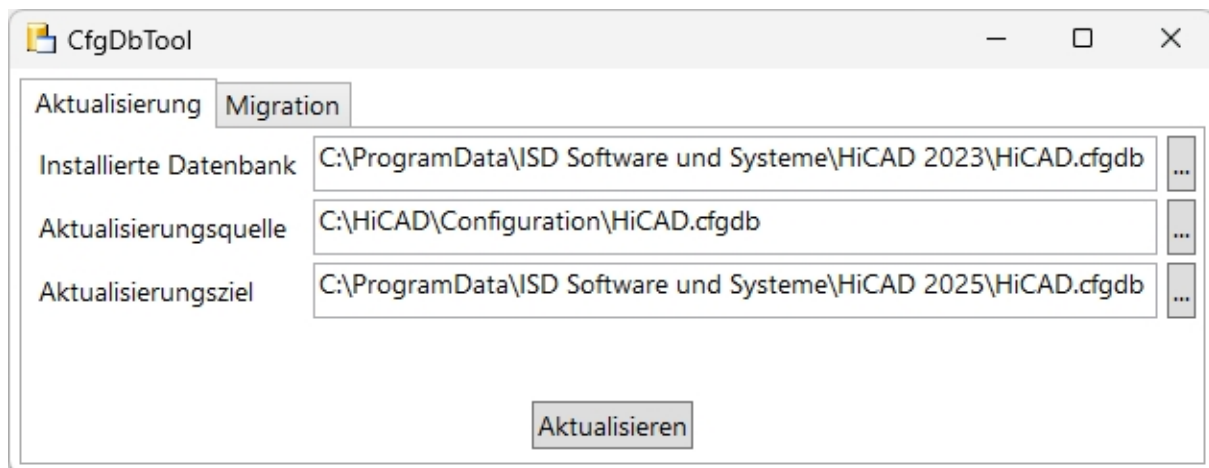 CfgDbTool
Aktualisierung Migration
Installierte Datenbank C:\ProgramData\ISD Software und Systeme\HiCAD 2023\HiCAD.cfgdb ...
Aktualisierungsquelle C:\HiCAD\Configuration\HiCAD.cfgdb ...
Aktualisierungsziel C:\ProgramData\ISD Software und Systeme\HiCAD 2025\HiCAD.cfgdb ...
Aktualisieren